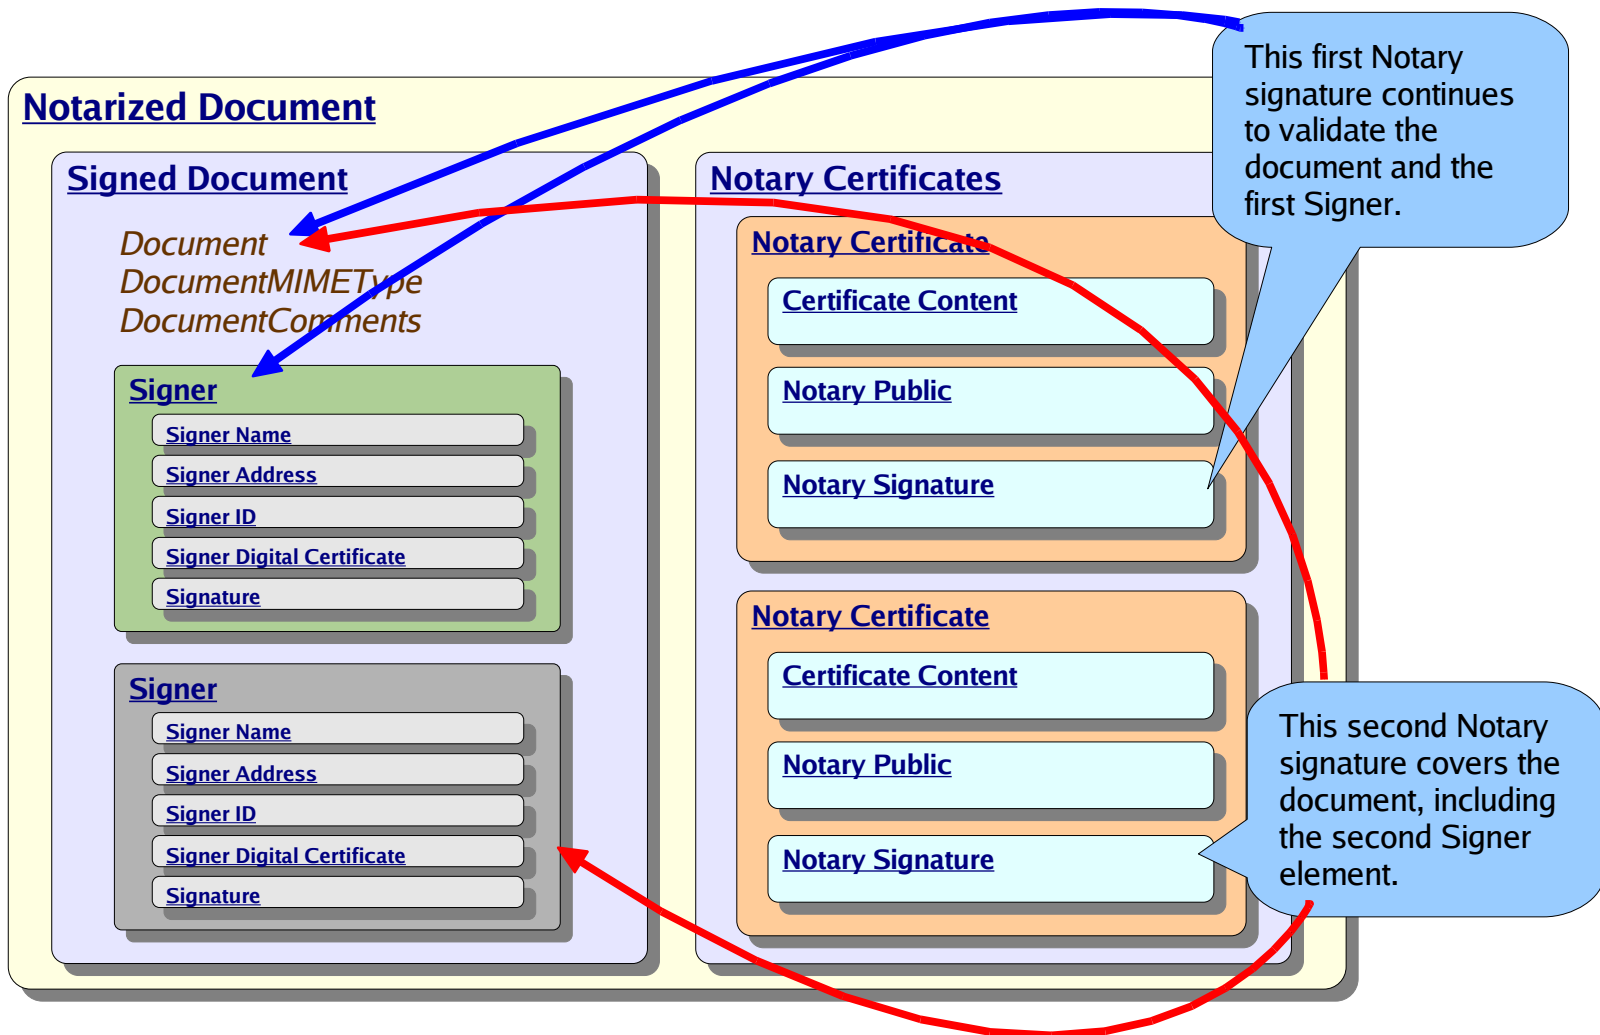 Notarized Document
Signed Document
Document
DocumentMIMEType
DocumentComments
Signer
Signer Name
Signer Address
Signer ID
Signer Digital Certificate
Signature
Signer
Signer Name
Signer Address
Signer ID
Signer Digital Certificate
Signature
Notary Certificates
Notary Certificate
Certificate Content
Notary Public
Notary Signature
Notary Certificate
Certificate Content
Notary Public
Notary Signature
This first Notary
signature continues
to validate the
document and the
first Signer.
This second Notary
signature covers the
document, including
the second Signer
element.